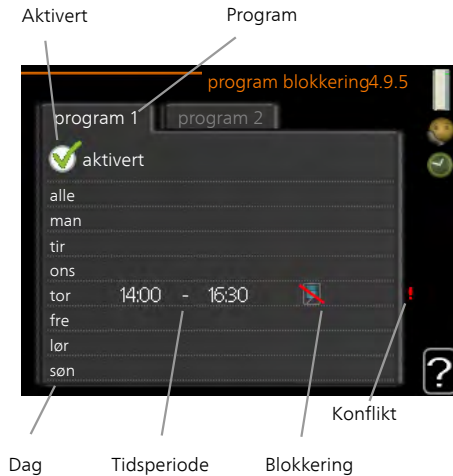 Aktivert Program
program blokkering4.9.5
program 1 program 2
aktivert
alle
man
tir
ons
tor 14:00 - 16:30 !
fre
lør
søn
?
Konflikt
Dag Tidsperiode Blokkering